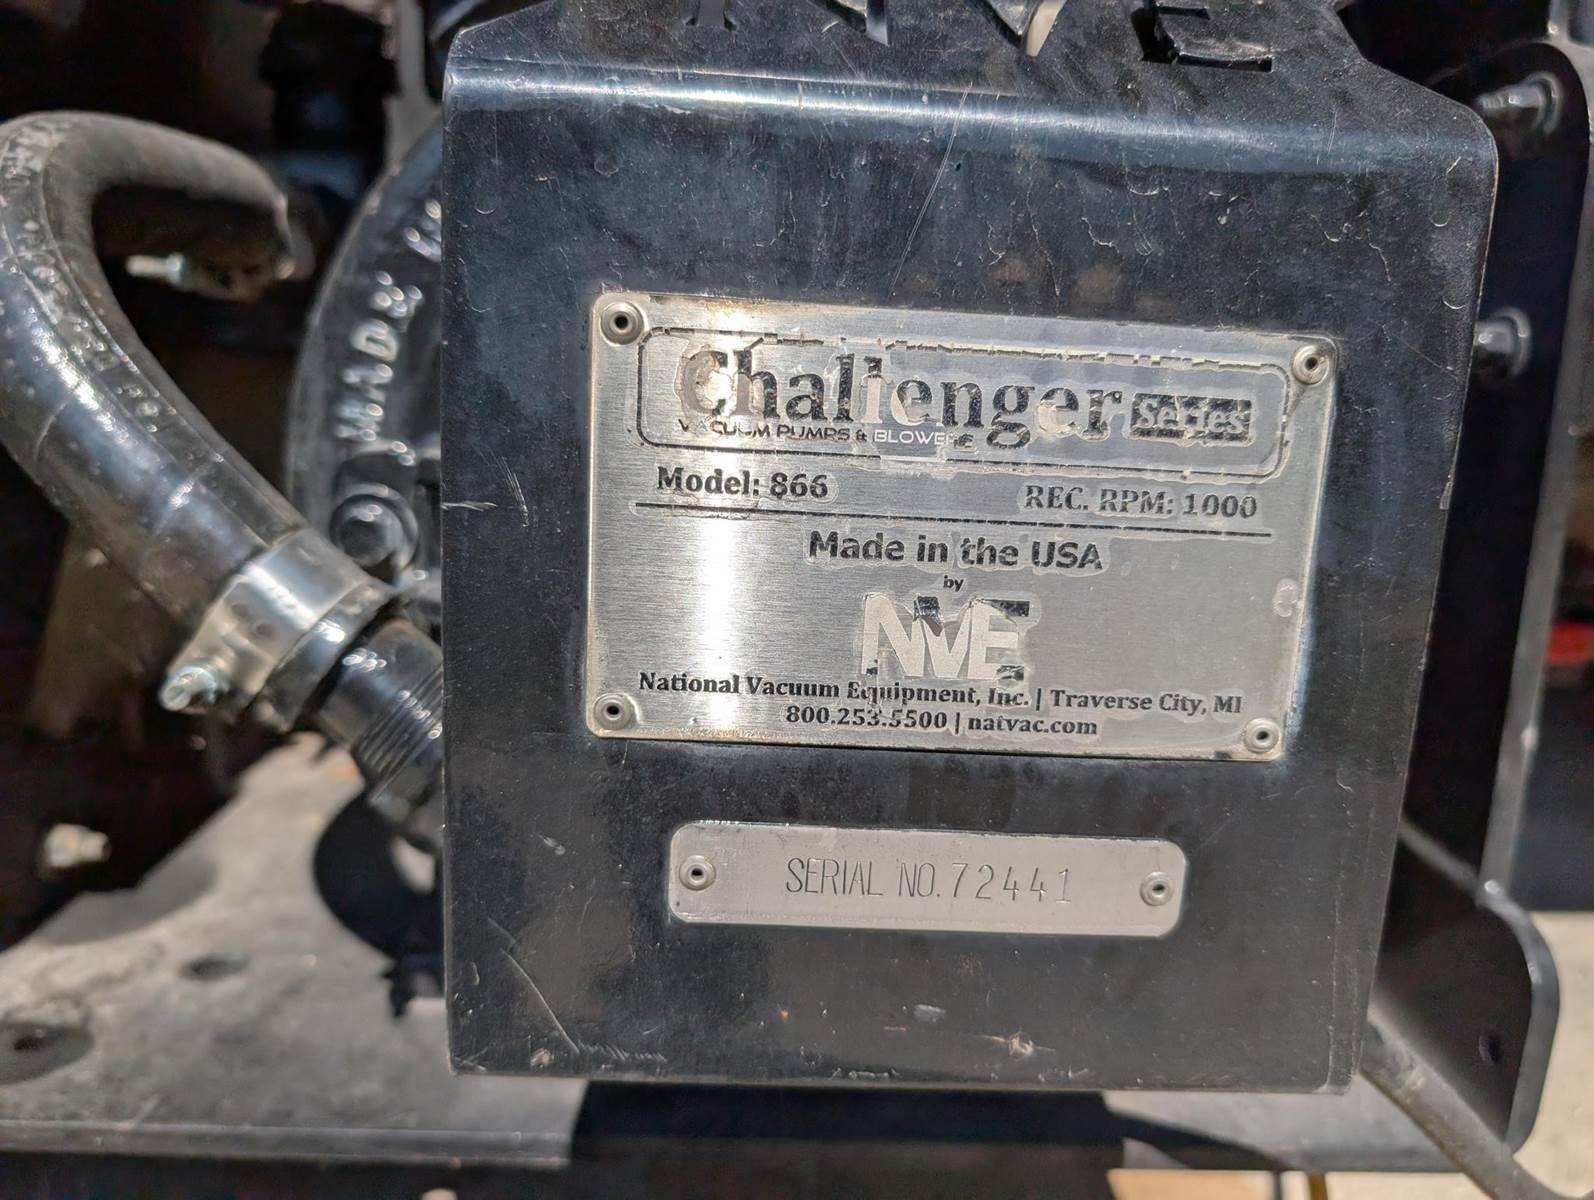 NVE
Challenger Series
VACUUM PUMPS & BLOWERS
Model: 866 REC. RPM: 1000
Made in the USA
by
NVE
National Vacuum Equipment, Inc. | Traverse City, MI
800.253.5500 | natvac.com
SERIAL NO. 72441